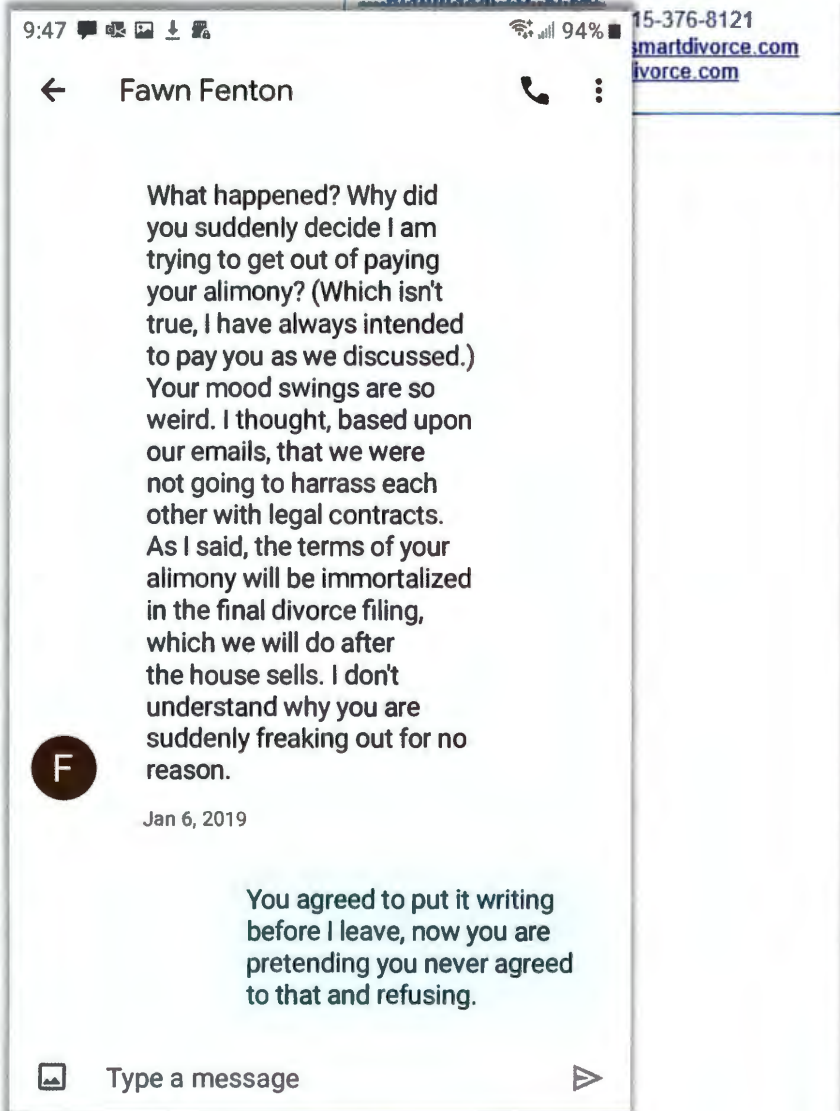 15-376-8121
smartdivorce.com
ivorce.com
9:47
94%
Fawn Fenton
What happened? Why did
you suddenly decide I am
trying to get out of paying
your alimony? (Which isn't
true, I have always intended
to pay you as we discussed.)
Your mood swings are so
weird. I thought, based upon
our emails, that we were
not going to harrass each
other with legal contracts.
As I said, the terms of your
alimony will be immortalized
in the final divorce filing,
which we will do after
the house sells. I don't
understand why you are
suddenly freaking out for no
reason.
F
Jan 6, 2019
You agreed to put it writing
before I leave, now you are
pretending you never agreed
to that and refusing.
Type a message